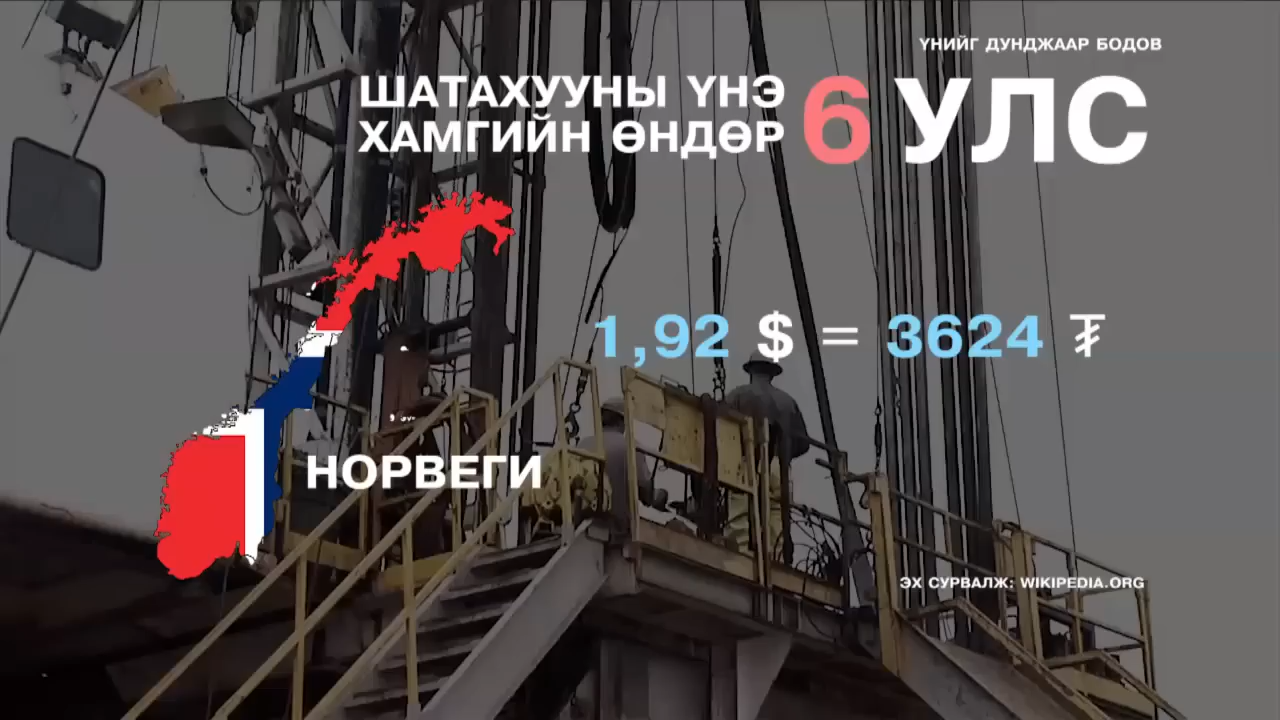 ҮНИЙГ ДУНДЖААР БОДОВ
ШАТАХУУНЫ ҮНЭ
ХАМГИЙН ӨНДӨР
6 УЛС
1,92 $ = 3624 ₮
НОРВЕГИ
ЭХ СУРВАЛЖ: WIKIPEDIA.ORG